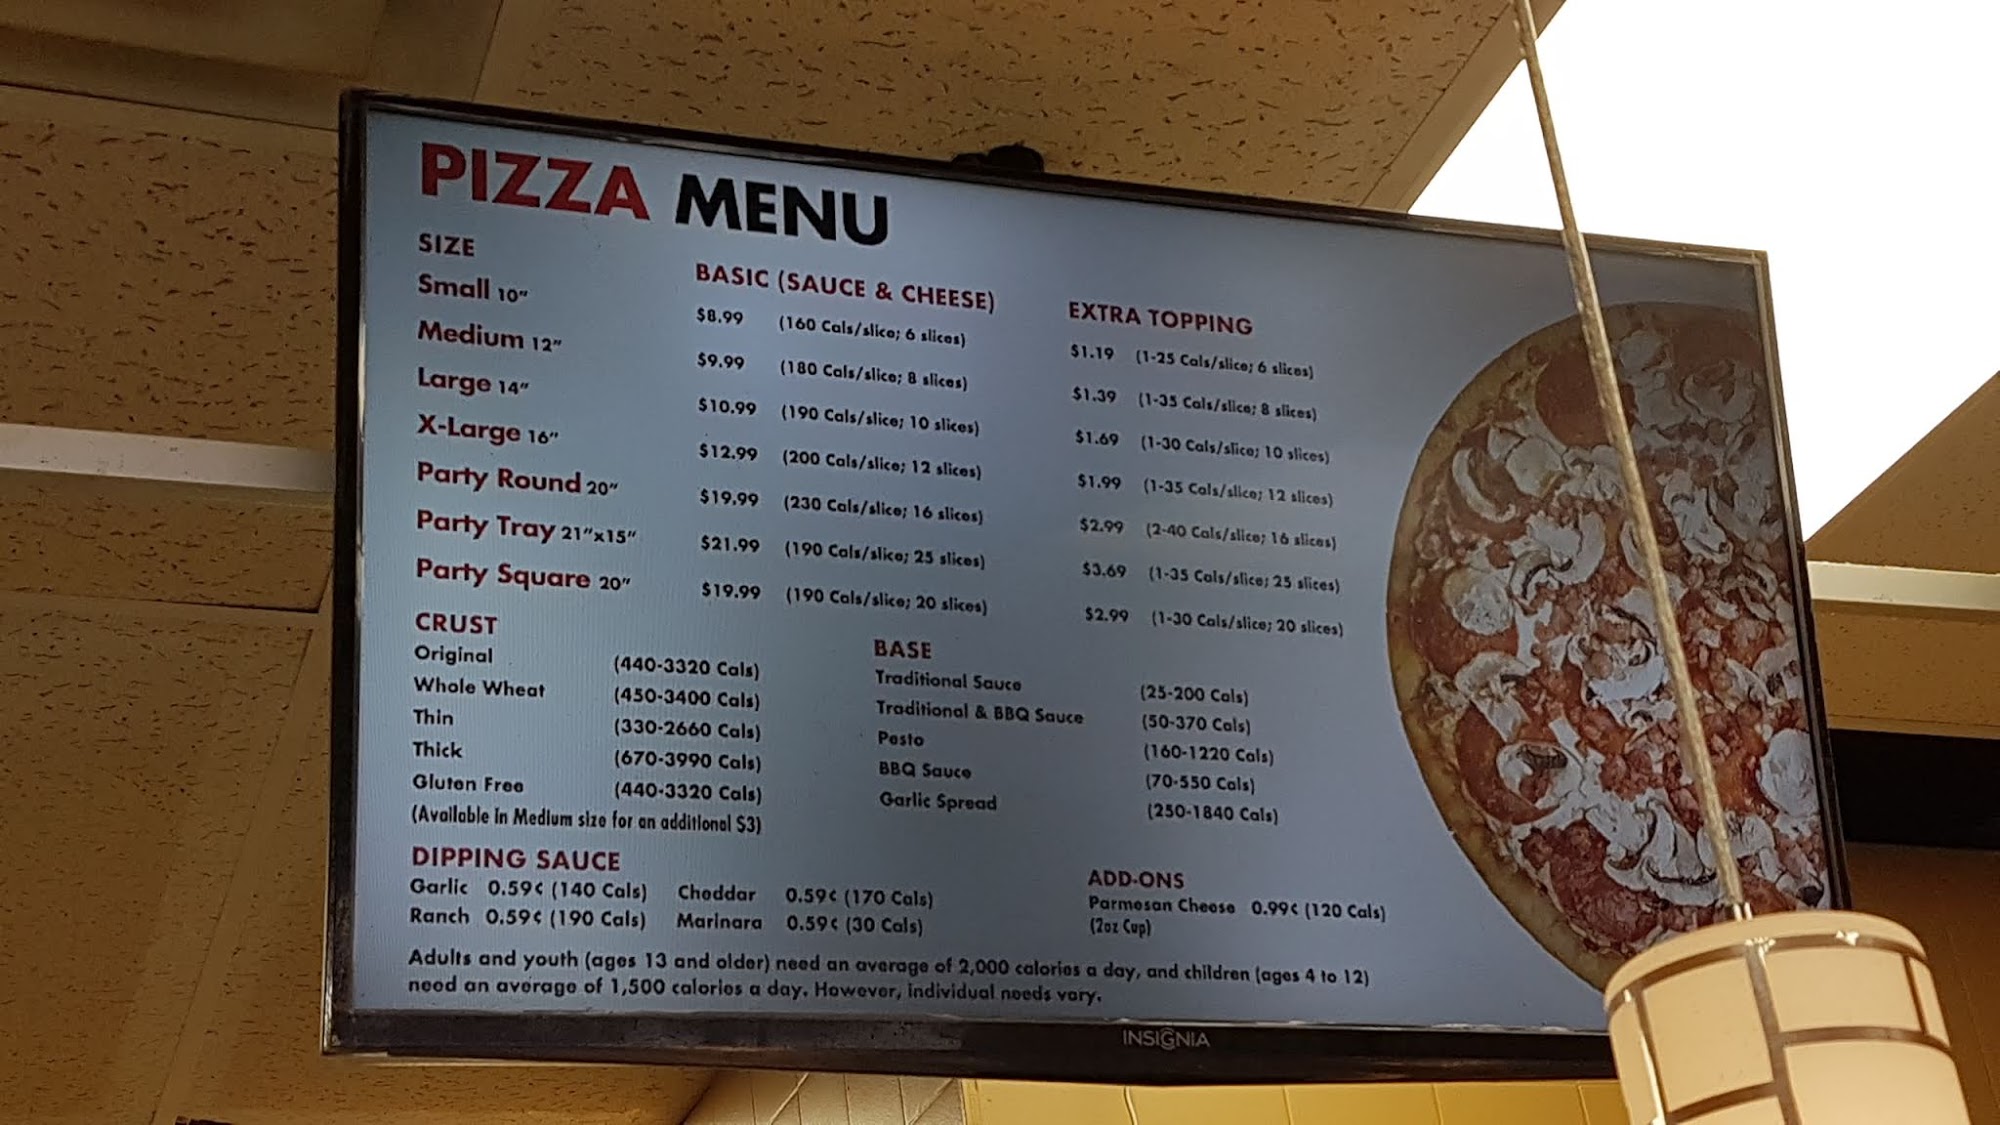 PIZZA MENU
SIZE BASIC (SAUCE & CHEESE) EXTRA TOPPING
Small 10" $8.99 (160 Cals/slice; 6 slices) $1.19 (1-25 Cals/slice; 6 slices)
Medium 12" $9.99 (180 Cals/slice; 8 slices) $1.39 (1-35 Cals/slice; 8 slices)
Large 14" $10.99 (190 Cals/slice; 10 slices) $1.69 (1-30 Cals/slice; 10 slices)
X-Large 16" $12.99 (200 Cals/slice; 12 slices) $1.99 (1-35 Cals/slice; 12 slices)
Party Round 20" $19.99 (230 Cals/slice; 16 slices) $2.99 (2-40 Cals/slice; 16 slices)
Party Tray 21"x15" $21.99 (190 Cals/slice; 25 slices) $3.69 (1-35 Cals/slice; 25 slices)
Party Square 20" $19.99 (190 Cals/slice; 20 slices) $2.99 (1-30 Cals/slice; 20 slices)
CRUST
Original (440-3320 Cals)
Whole Wheat (450-3400 Cals)
Thin (330-2660 Cals)
Thick (670-3990 Cals)
Gluten Free (440-3320 Cals)
(Available in Medium size for an additional $3)
BASE
Traditional Sauce (25-200 Cals)
Traditional & BBQ Sauce (50-370 Cals)
Pesto (160-1220 Cals)
BBQ Sauce (70-550 Cals)
Garlic Spread (250-1840 Cals)
DIPPING SAUCE
Garlic 0.59¢ (140 Cals) Cheddar 0.59¢ (170 Cals)
Ranch 0.59¢ (190 Cals) Marinara 0.59¢ (30 Cals)
ADD-ONS
Parmesan Cheese 0.99¢ (120 Cals)
(2oz Cup)
Adults and youth (ages 13 and older) need an average of 2,000 calories a day, and children (ages 4 to 12)
need an average of 1,500 calories a day. However, individual needs vary.
INSIGNIA